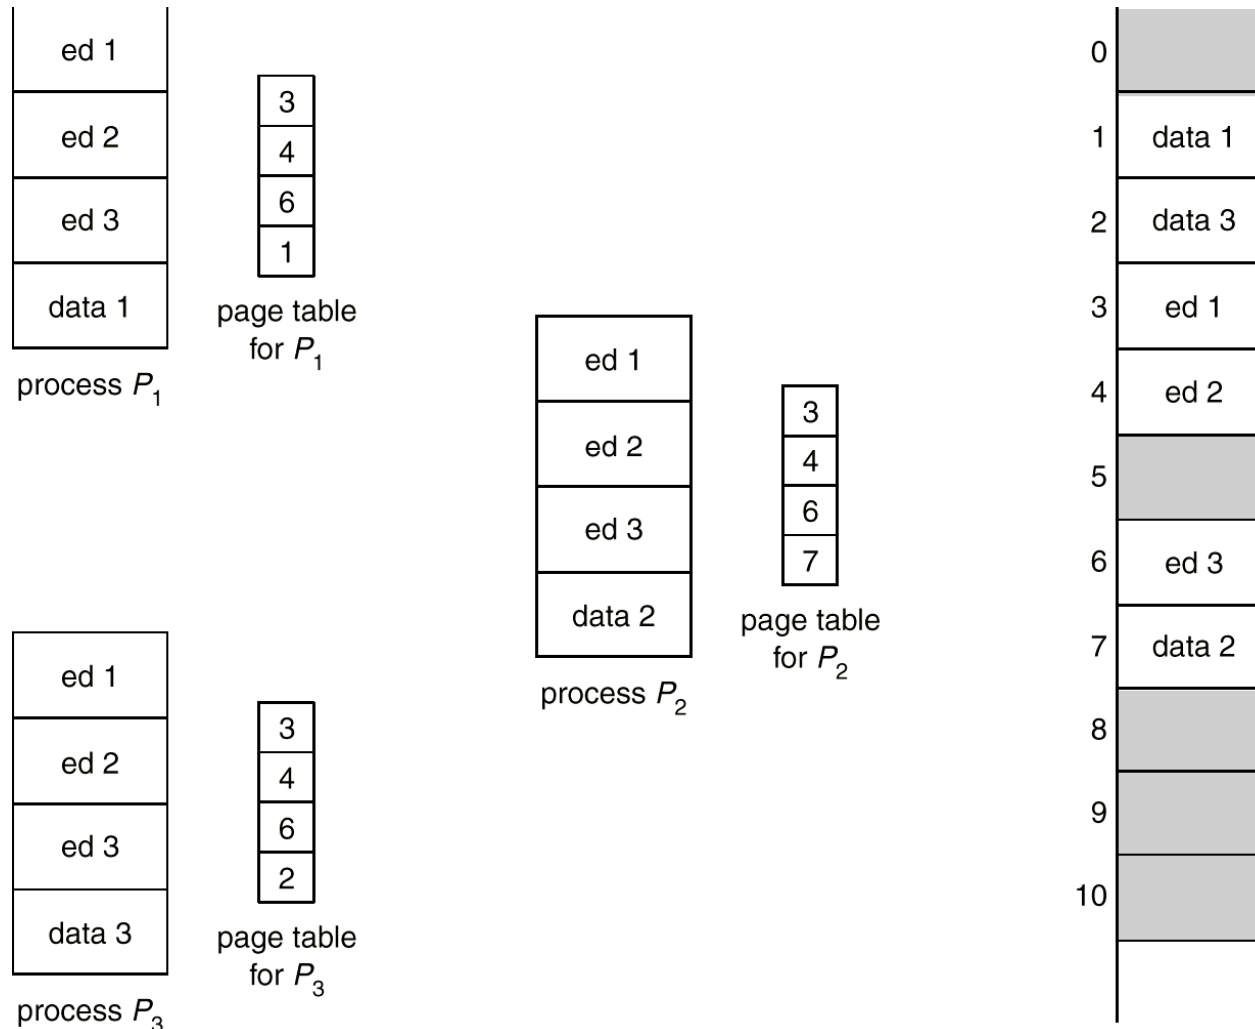 ed 1
ed 2
ed 3
data 1
process P₁
3
4
6
1
page table
for P₁
ed 1
ed 2
ed 3
data 2
process P₂
3
4
6
7
page table
for P₂
ed 1
ed 2
ed 3
data 3
process P₃
3
4
6
2
page table
for P₃
0
1 data 1
2 data 3
3 ed 1
4 ed 2
5
6 ed 3
7 data 2
8
9
10